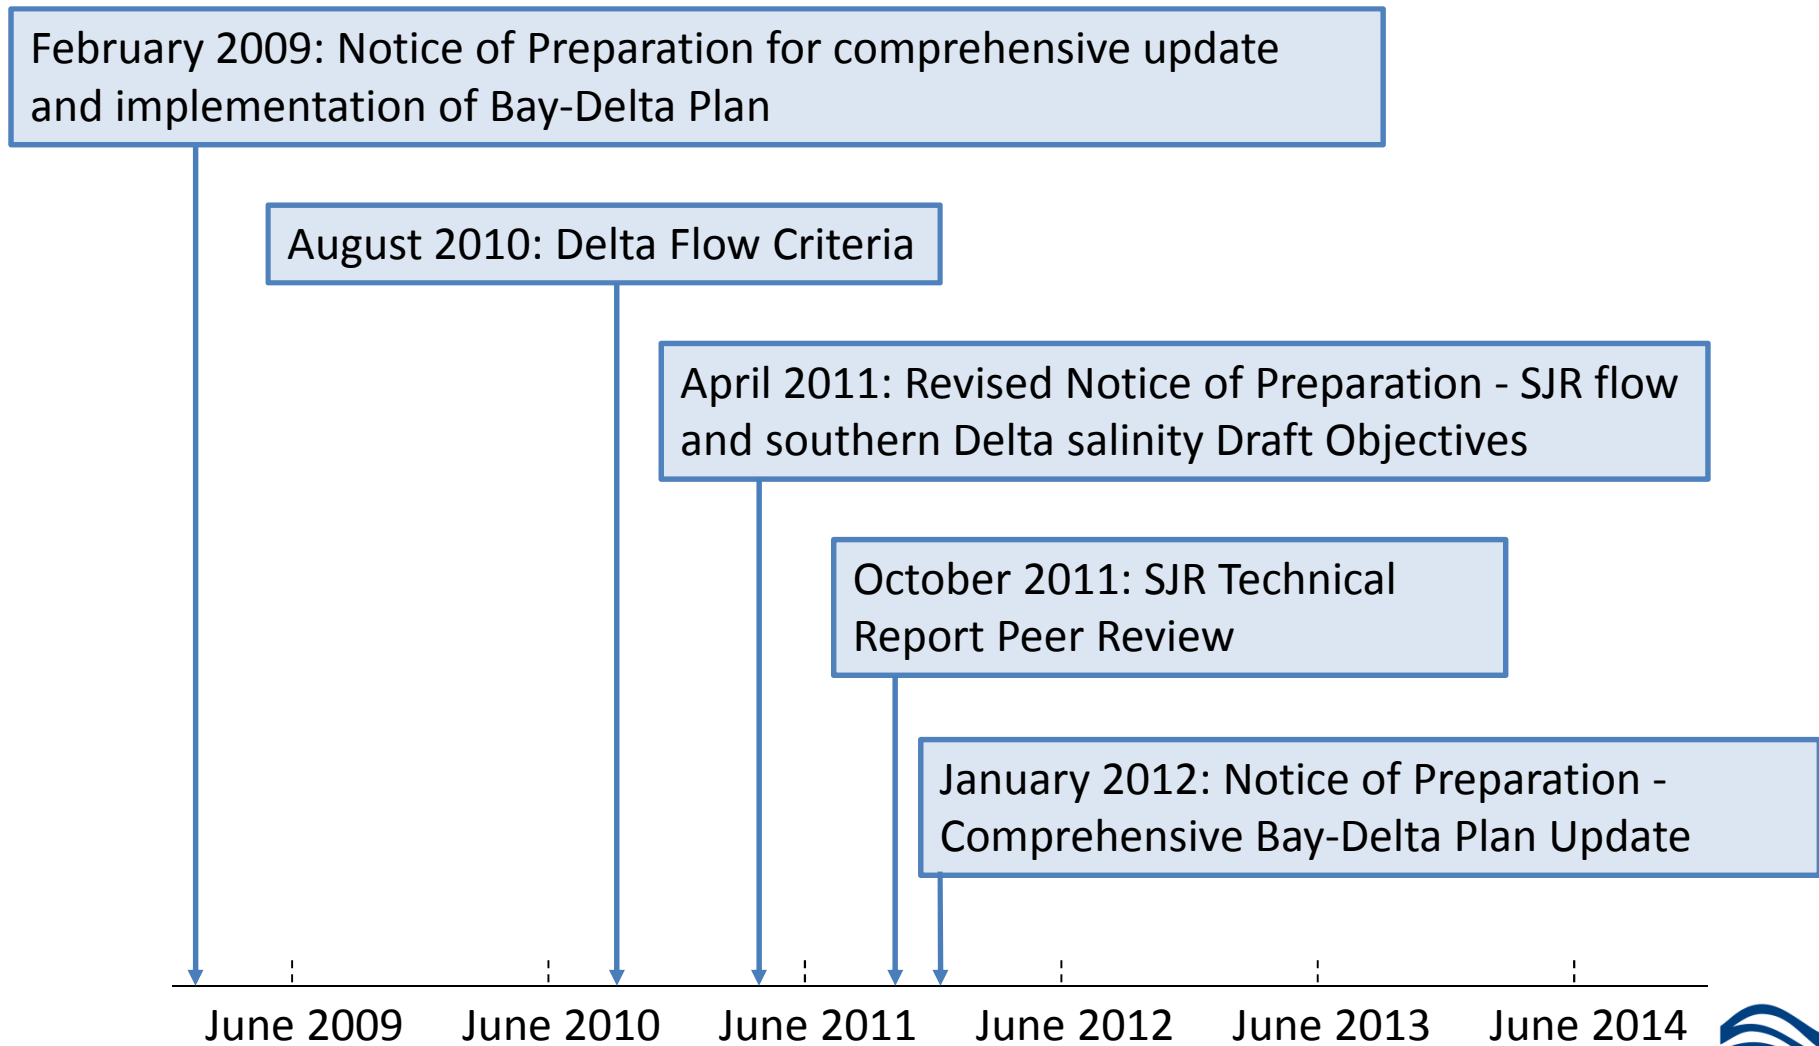 February 2009: Notice of Preparation for comprehensive update
and implementation of Bay-Delta Plan
August 2010: Delta Flow Criteria
April 2011: Revised Notice of Preparation - SJR flow
and southern Delta salinity Draft Objectives
October 2011: SJR Technical
Report Peer Review
January 2012: Notice of Preparation -
Comprehensive Bay-Delta Plan Update
June 2009 June 2010 June 2011 June 2012 June 2013 June 2014